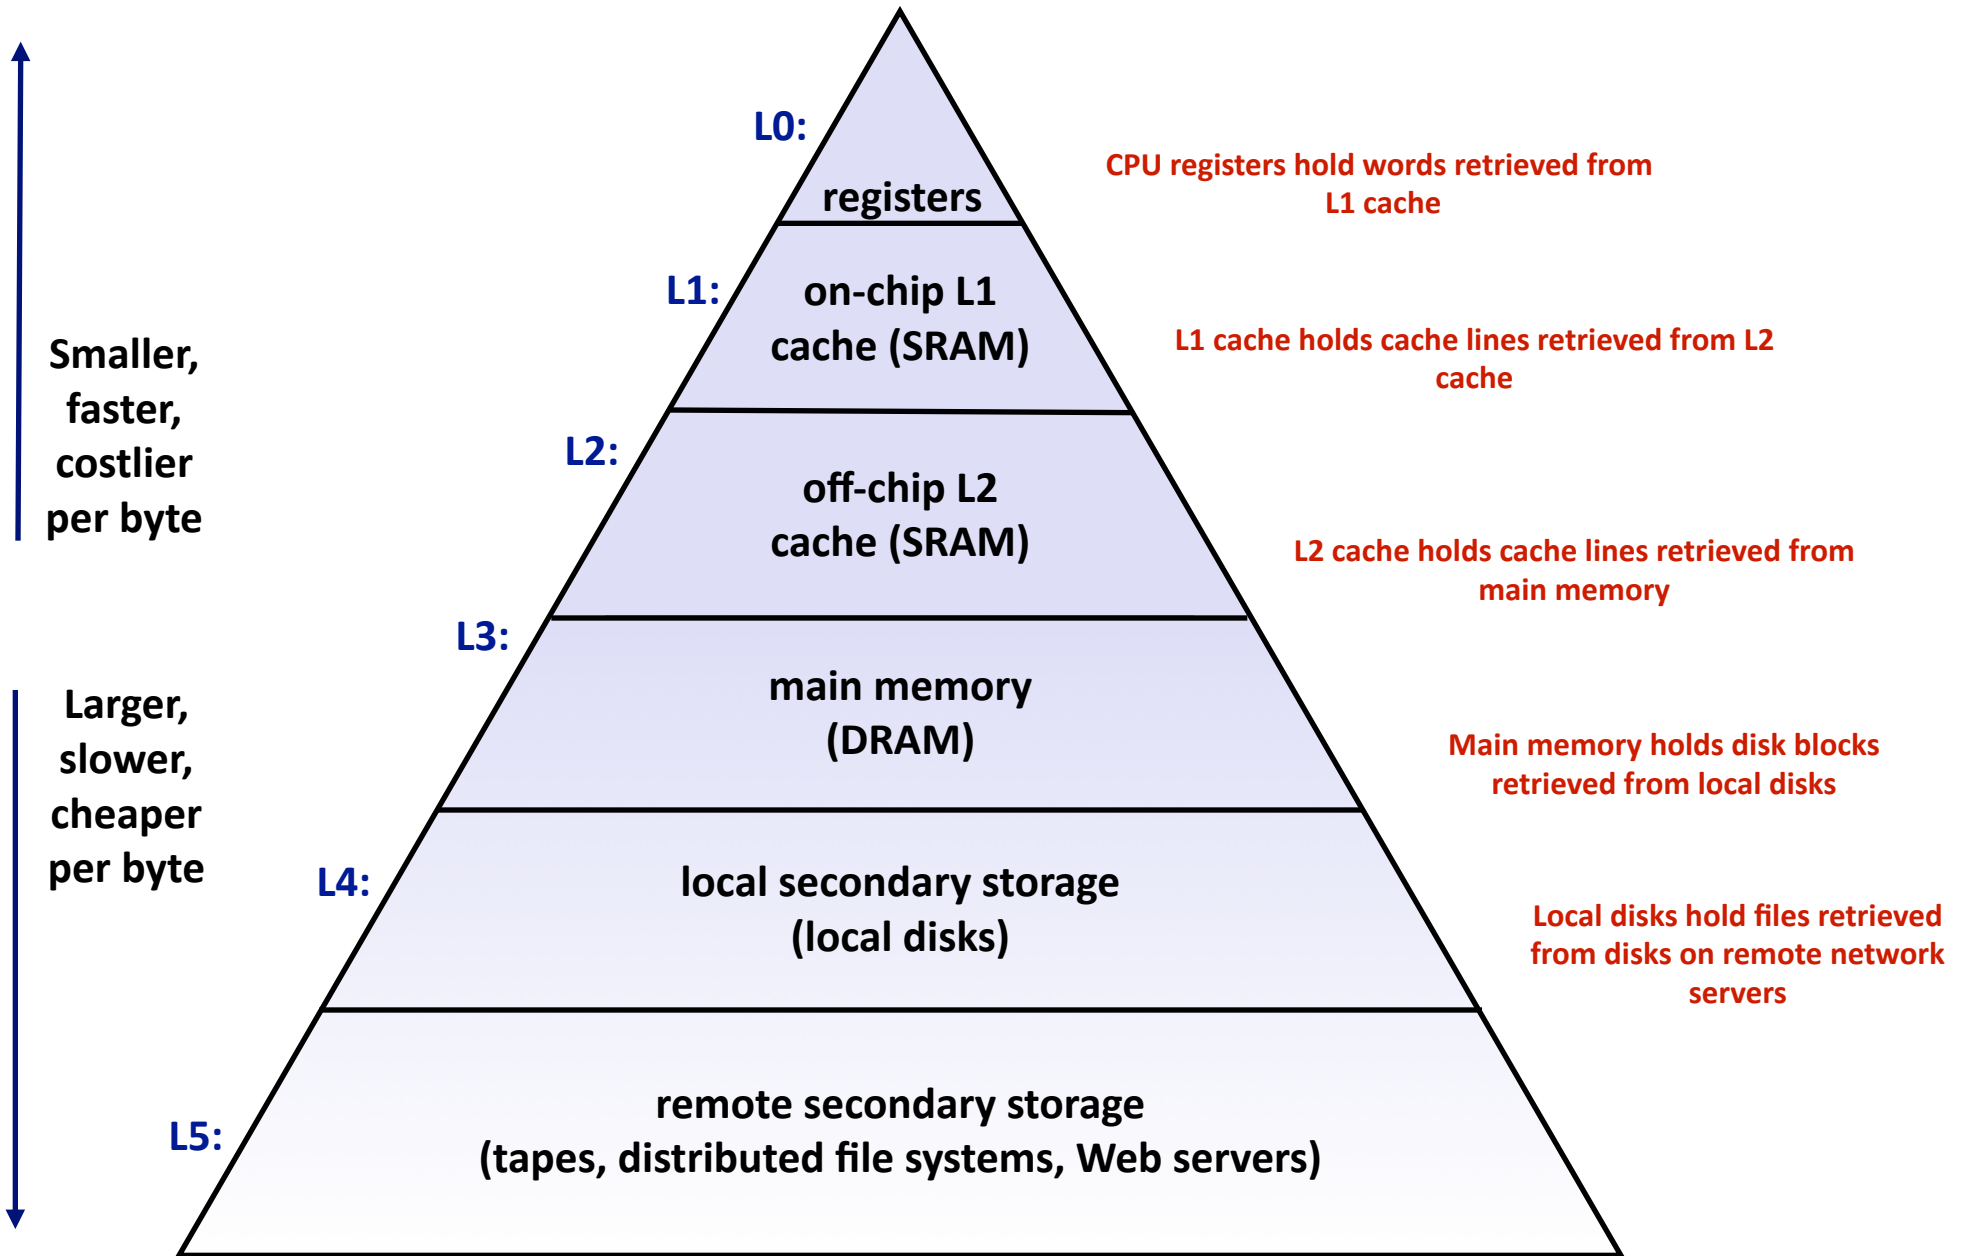 L0:
registers
CPU registers hold words retrieved from
L1 cache
L1:
on-chip L1
cache (SRAM)
L1 cache holds cache lines retrieved from L2
cache
Smaller,
faster,
costlier
per byte
L2:
off-chip L2
cache (SRAM)
L2 cache holds cache lines retrieved from
main memory
L3:
main memory
(DRAM)
Main memory holds disk blocks
retrieved from local disks
Larger,
slower,
cheaper
per byte
L4:
local secondary storage
(local disks)
Local disks hold files retrieved
from disks on remote network
servers
L5:
remote secondary storage
(tapes, distributed file systems, Web servers)